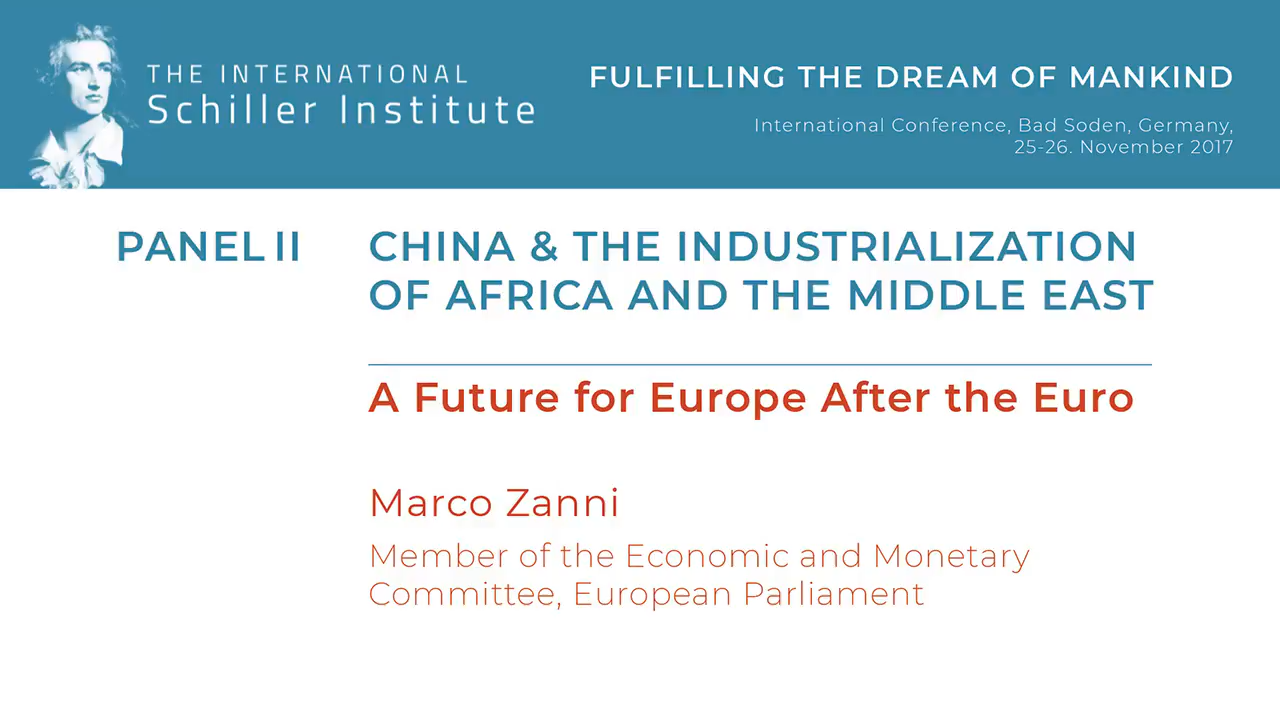 THE INTERNATIONAL
Schiller Institute
FULFILLING THE DREAM OF MANKIND
International Conference, Bad Soden, Germany,
25-26. November 2017
PANEL II
CHINA & THE INDUSTRIALIZATION
OF AFRICA AND THE MIDDLE EAST
A Future for Europe After the Euro
Marco Zanni
Member of the Economic and Monetary
Committee, European Parliament